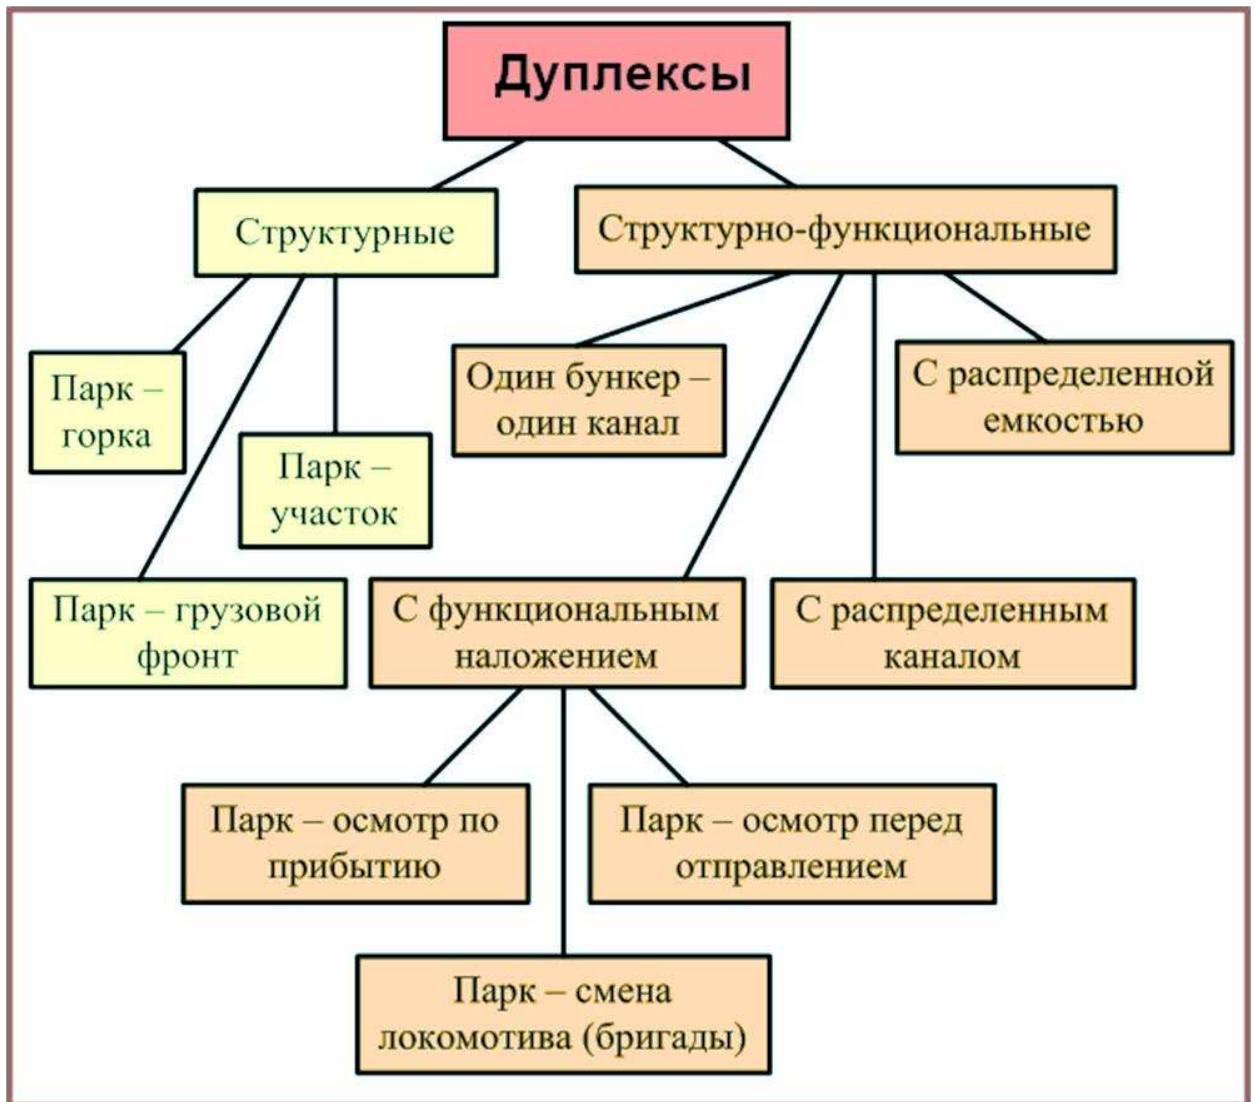 Дуплексы
Структурные
Структурно-функциональные
Парк –
горка
Парк –
участок
Парк – грузовой
фронт
Один бункер –
один канал
С распределенной
емкостью
С функциональным
наложением
С распределенным
каналом
Парк – осмотр по
прибытию
Парк – осмотр перед
отправлением
Парк – смена
локомотива (бригады)